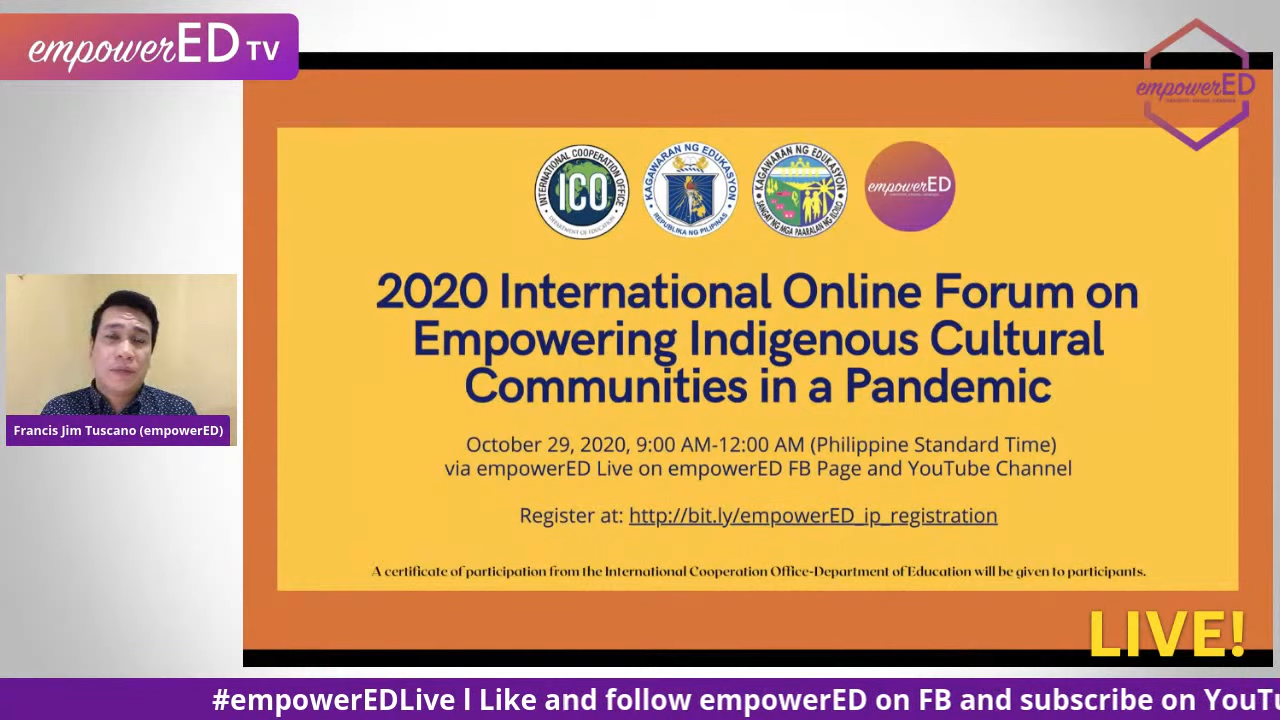 empowerED TV
empowerED
INTERNATIONAL COOPERATION OFFICE
ICO
DEPARTMENT OF EDUCATION
KAGAWARAN NG EDUKASYON
REPUBLIKA NG PILIPINAS
KAGAWARAN NG EDUKASYON
empowerED
2020 International Online Forum on
Empowering Indigenous Cultural
Communities in a Pandemic
October 29, 2020, 9:00 AM-12:00 AM (Philippine Standard Time)
via empowerED Live on empowerED FB Page and YouTube Channel
Register at: http://bit.ly/empowerED_ip_registration
A certificate of participation from the International Cooperation Office-Department of Education will be given to participants.
Francis Jim Tuscano (empowerED)
LIVE!
#empowerEDLive l Like and follow empowerED on FB and subscribe on YouTu